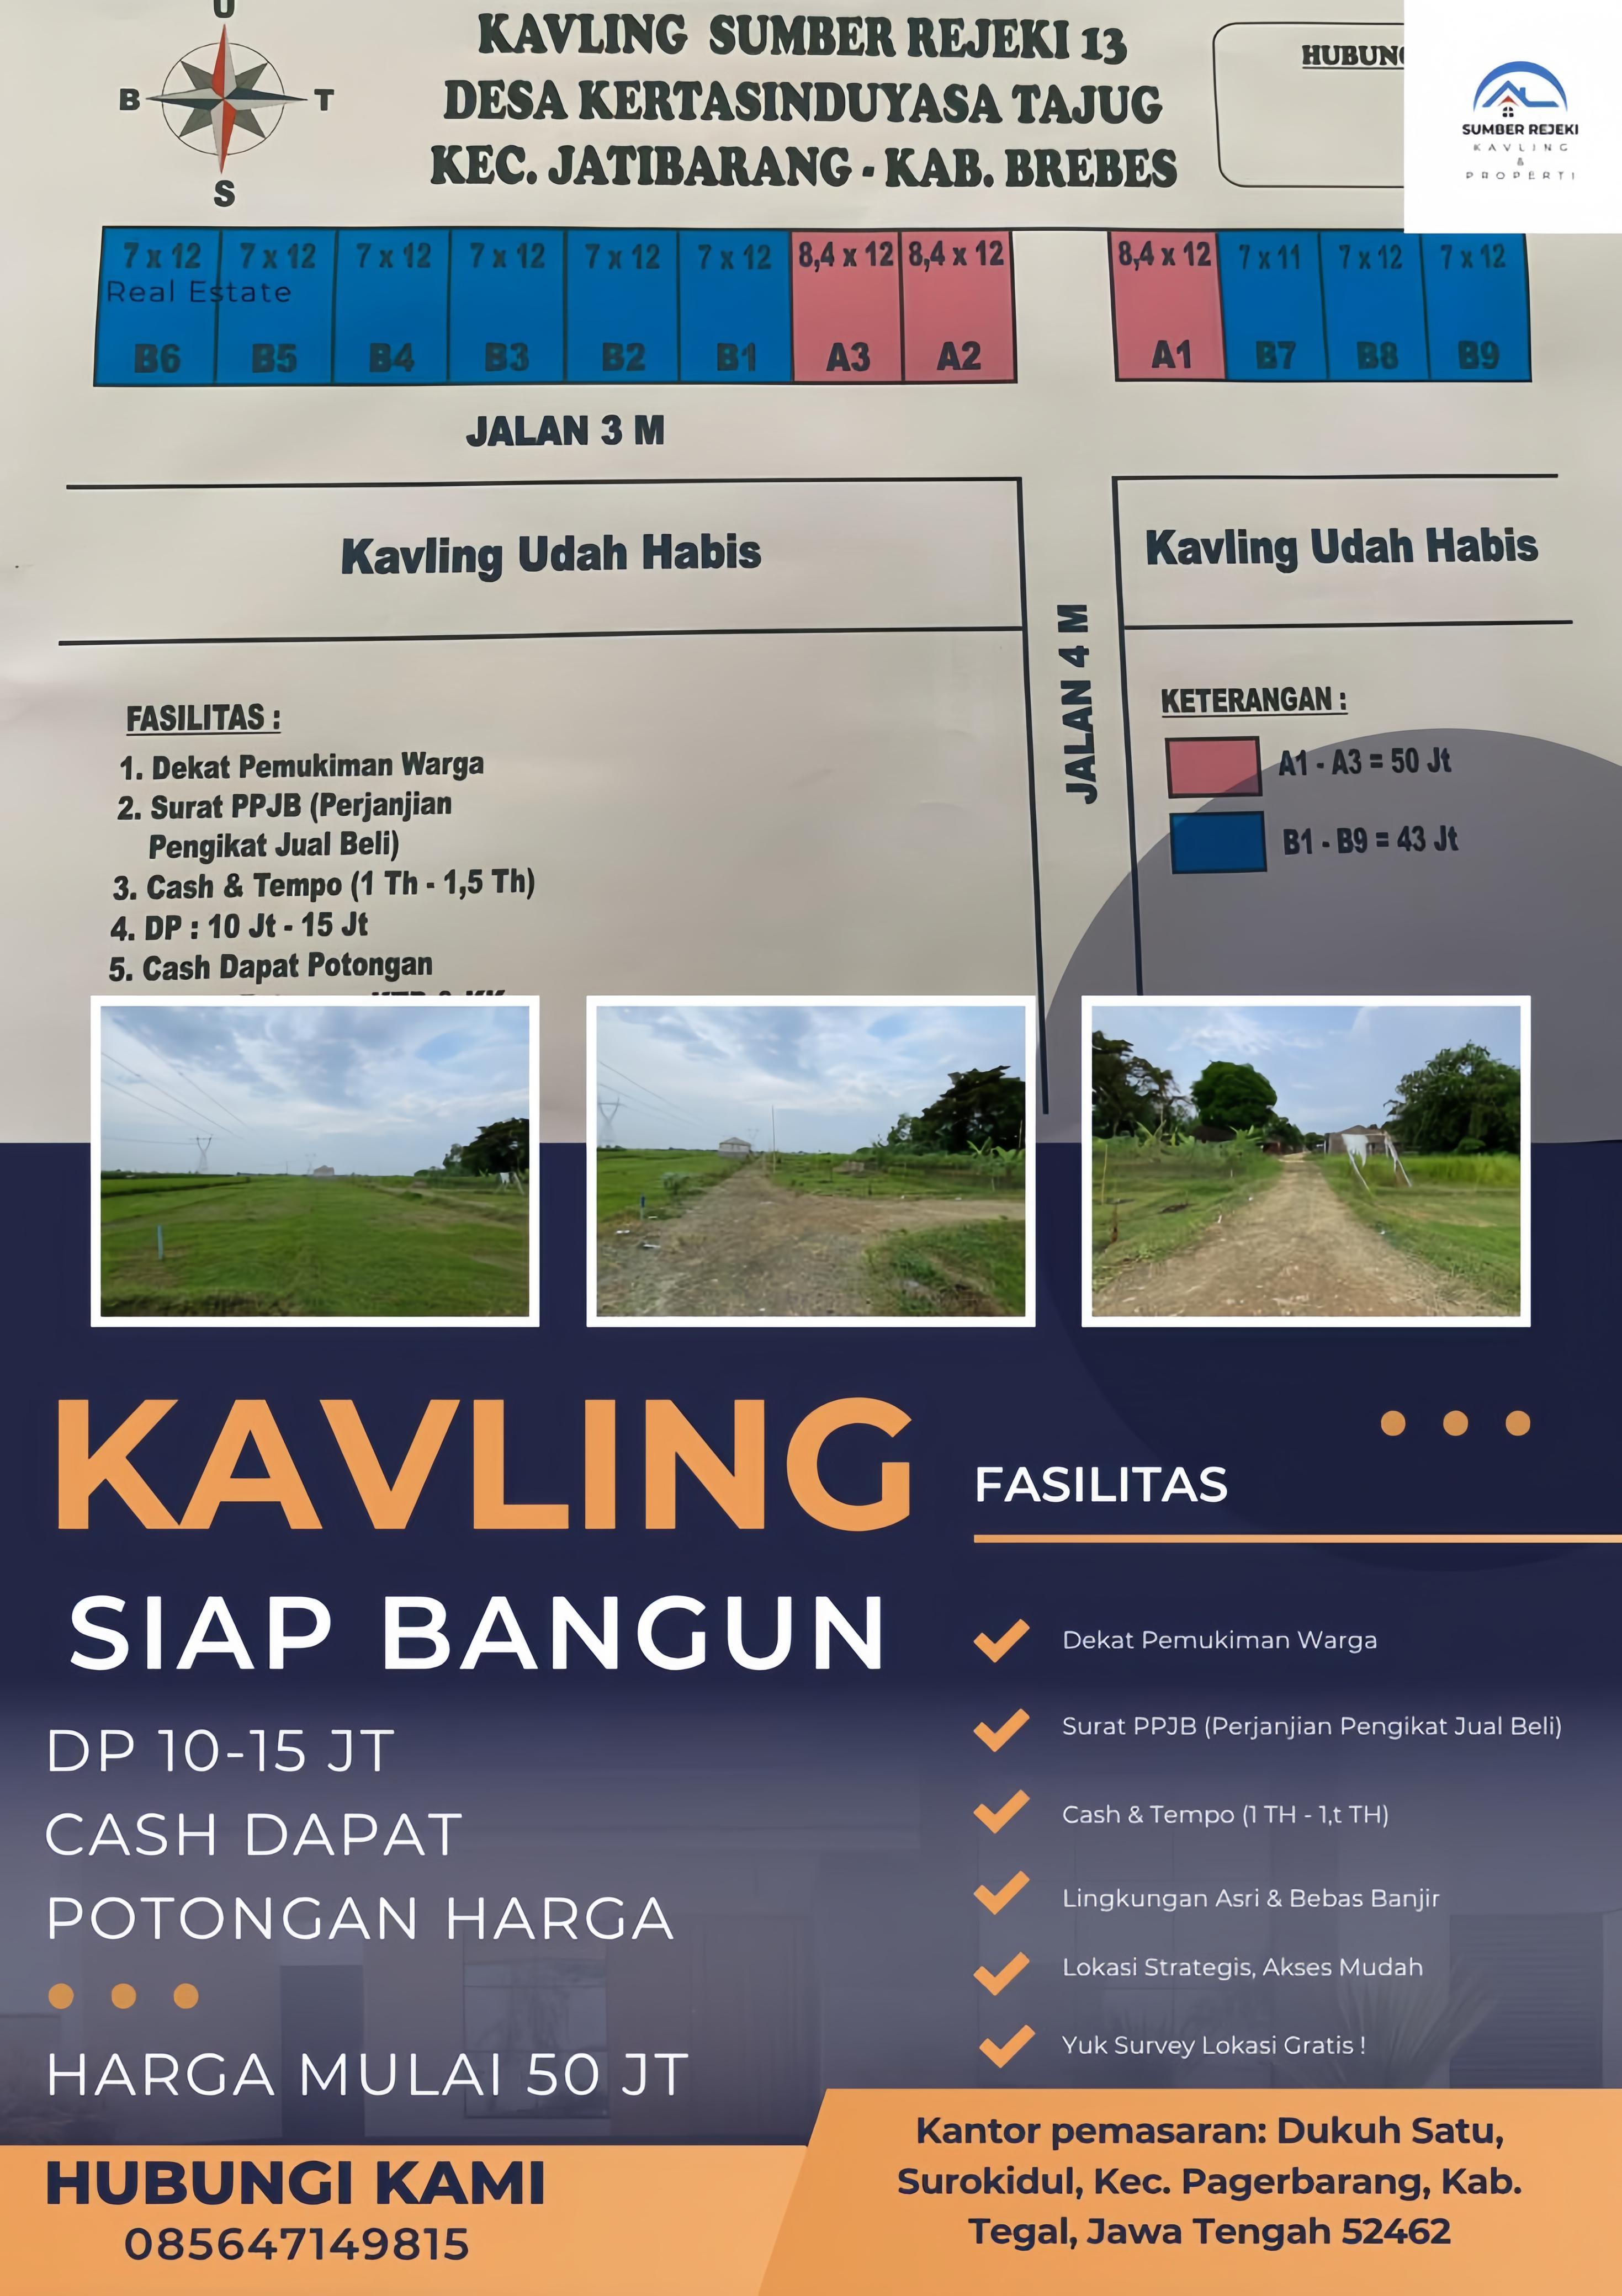 U
B
T
S
KAVLING SUMBER REJEKI 13
DESA KERTASINDUYASA TAJUG
KEC. JATIBARANG - KAB. BREBES
SUMBER REJEKI
KAVLING
&
PROPERTI
7 x 12 7 x 12 7 x 12 7 x 12 7 x 12 7 x 12 8,4 x 12 8,4 x 12 8,4 x 12 7 x 11 7 x 12 7 x 12
Real Estate
B6 B5 B4 B3 B2 B1 A3 A2 A1 B7 B8 B9
JALAN 3 M
Kavling Udah Habis
Kavling Udah Habis
JALAN 4 M
FASILITAS :
1. Dekat Pemukiman Warga
2. Surat PPJB (Perjanjian
Pengikat Jual Beli)
3. Cash & Tempo (1 Th - 1,5 Th)
4. DP : 10 Jt - 15 Jt
5. Cash Dapat Potongan
KETERANGAN :
A1 - A3 = 50 Jt
B1 - B9 = 43 Jt
KAVLING
SIAP BANGUN
DP 10-15 JT
CASH DAPAT
POTONGAN HARGA
HARGA MULAI 50 JT
FASILITAS
Dekat Pemukiman Warga
Surat PPJB (Perjanjian Pengikat Jual Beli)
Cash & Tempo (1 TH - 1,t TH)
Lingkungan Asri & Bebas Banjir
Lokasi Strategis, Akses Mudah
Yuk Survey Lokasi Gratis !
HUBUNGI KAMI
085647149815
Kantor pemasaran: Dukuh Satu,
Surokidul, Kec. Pagerbarang, Kab.
Tegal, Jawa Tengah 52462